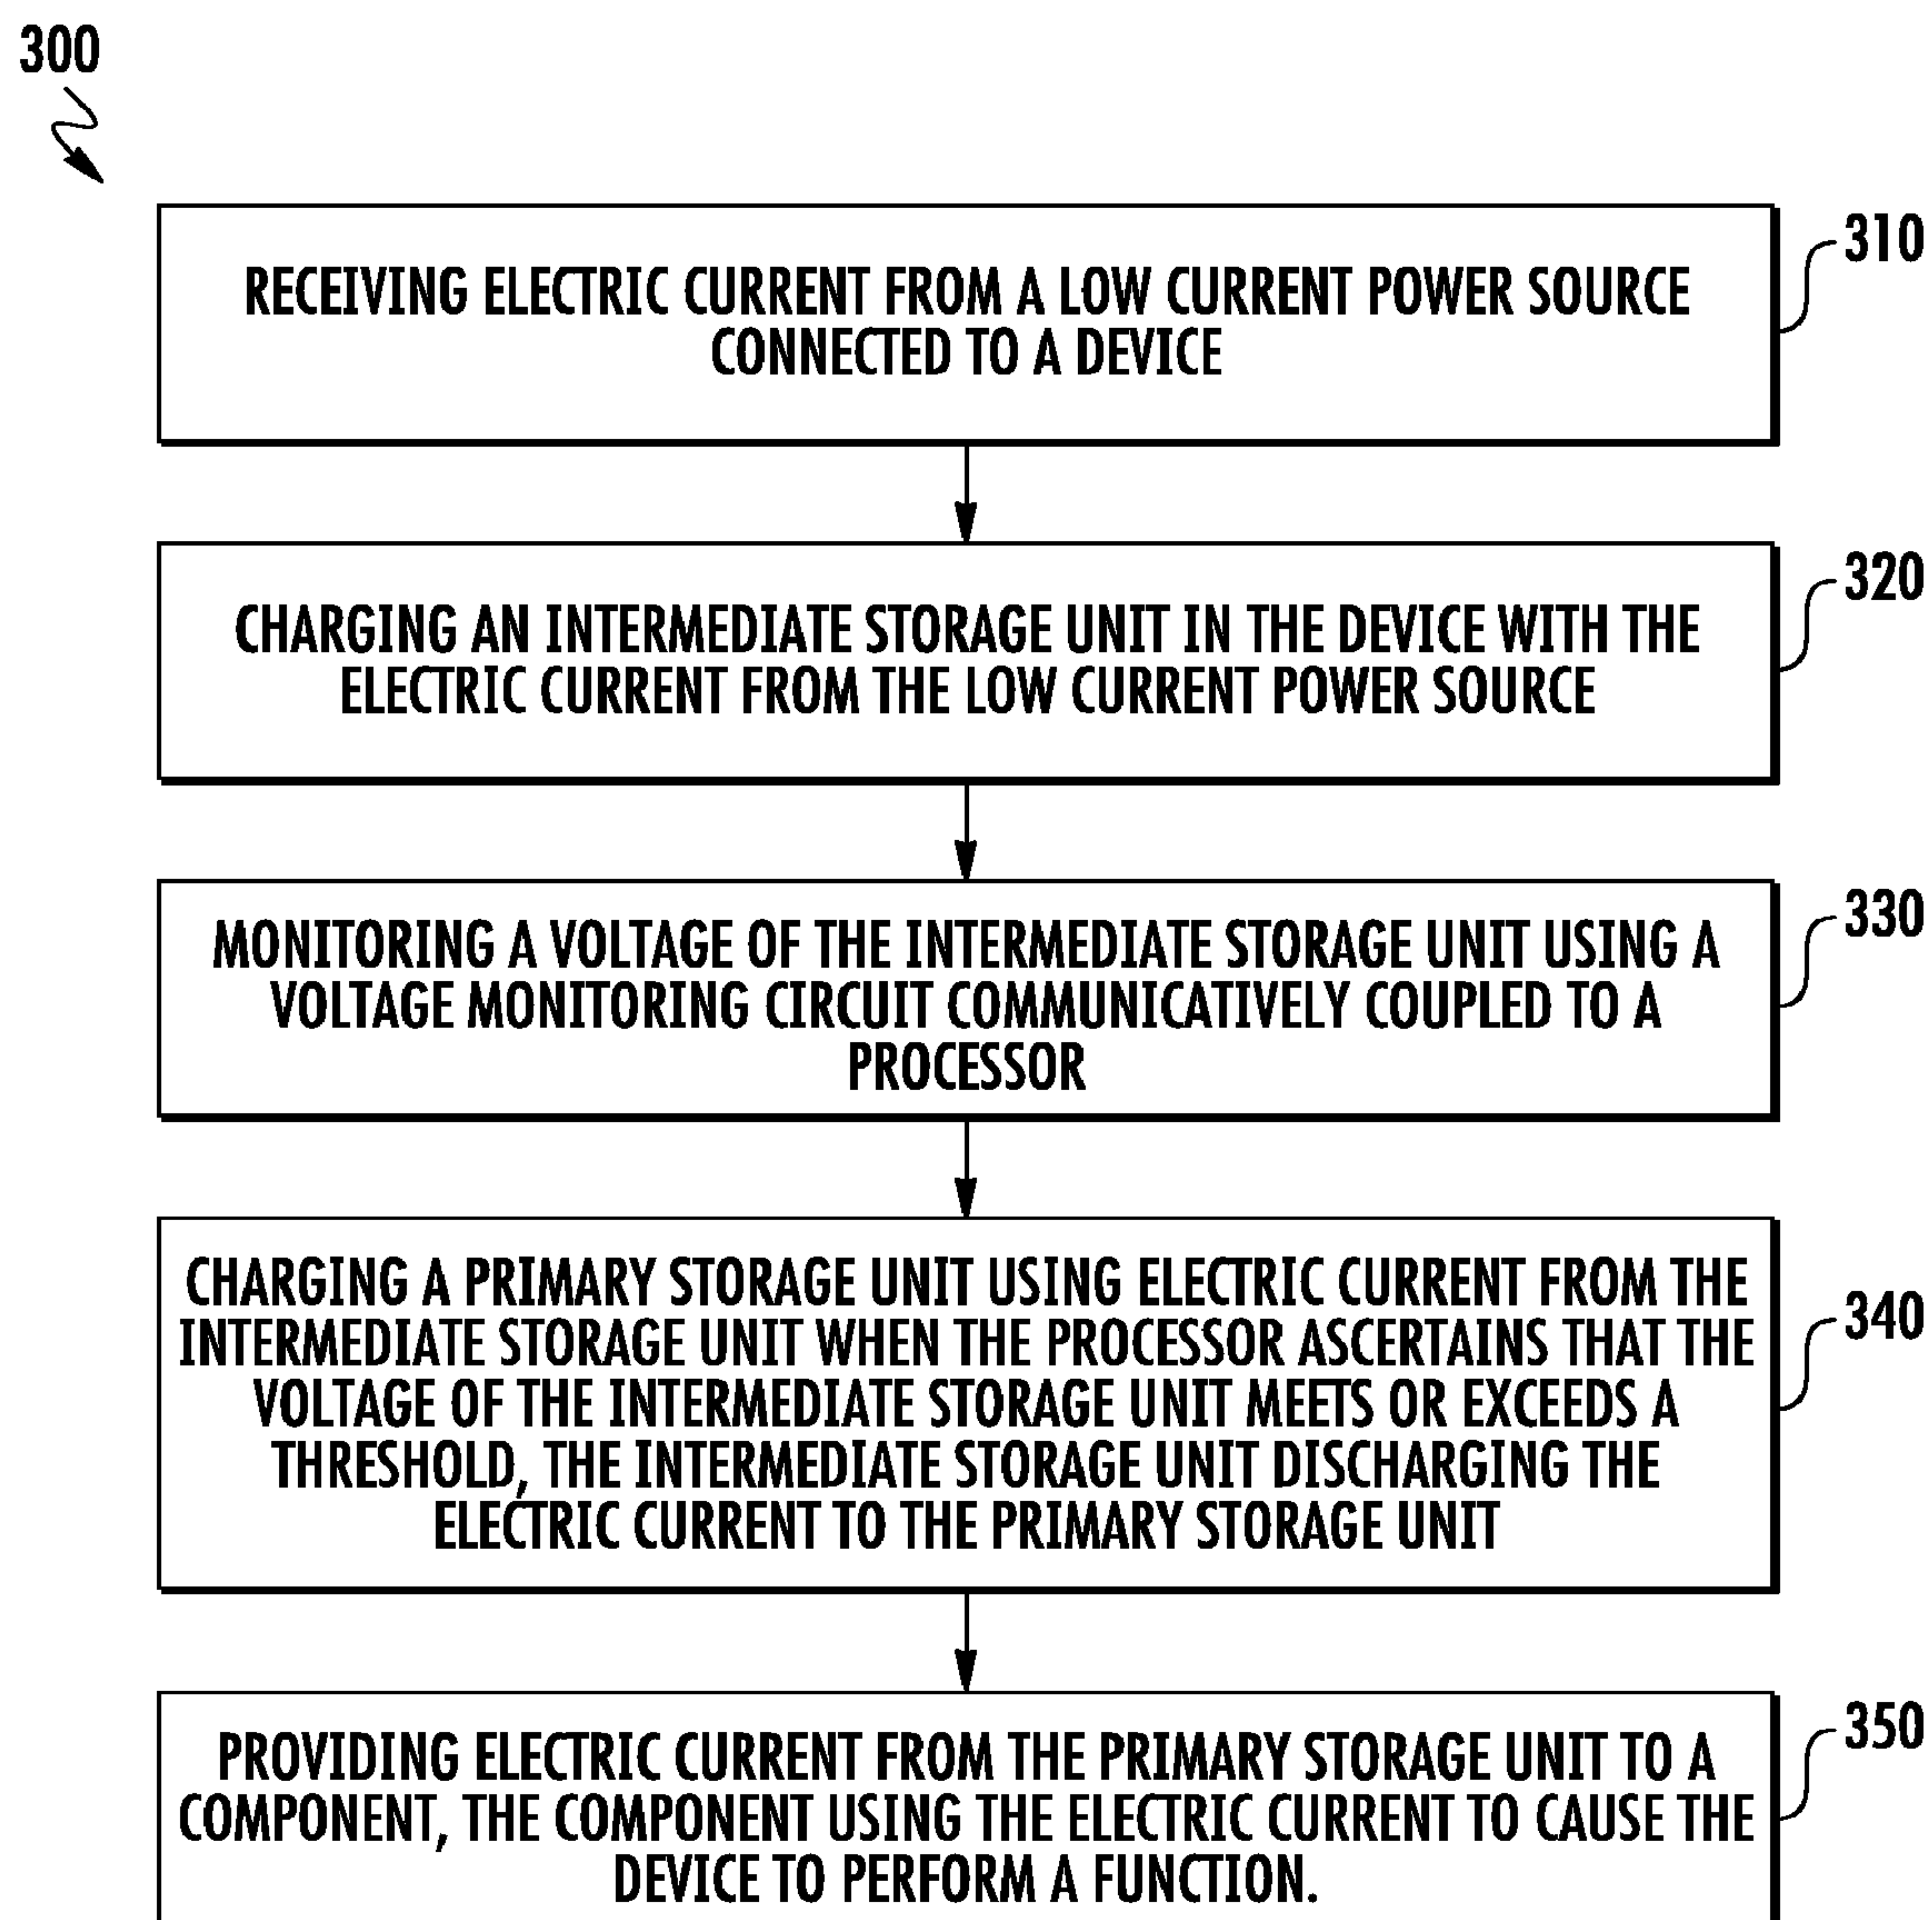 300
310
RECEIVING ELECTRIC CURRENT FROM A LOW CURRENT POWER SOURCE
CONNECTED TO A DEVICE
320
CHARGING AN INTERMEDIATE STORAGE UNIT IN THE DEVICE WITH THE
ELECTRIC CURRENT FROM THE LOW CURRENT POWER SOURCE
330
MONITORING A VOLTAGE OF THE INTERMEDIATE STORAGE UNIT USING A
VOLTAGE MONITORING CIRCUIT COMMUNICATIVELY COUPLED TO A
PROCESSOR
340
CHARGING A PRIMARY STORAGE UNIT USING ELECTRIC CURRENT FROM THE
INTERMEDIATE STORAGE UNIT WHEN THE PROCESSOR ASCERTAINS THAT THE
VOLTAGE OF THE INTERMEDIATE STORAGE UNIT MEETS OR EXCEEDS A
THRESHOLD, THE INTERMEDIATE STORAGE UNIT DISCHARGING THE
ELECTRIC CURRENT TO THE PRIMARY STORAGE UNIT
350
PROVIDING ELECTRIC CURRENT FROM THE PRIMARY STORAGE UNIT TO A
COMPONENT, THE COMPONENT USING THE ELECTRIC CURRENT TO CAUSE THE
DEVICE TO PERFORM A FUNCTION.